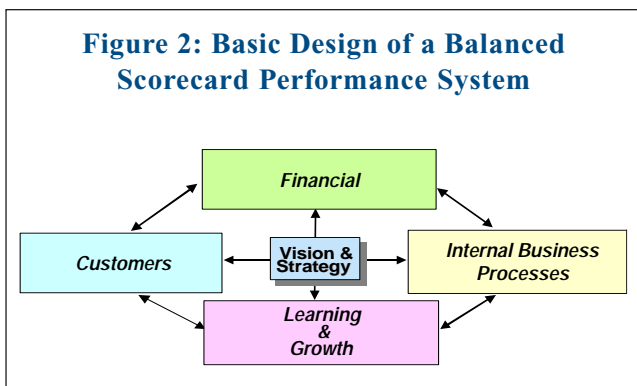 Figure 2: Basic Design of a Balanced
Scorecard Performance System
Financial
Customers
Vision &
Strategy
Internal Business
Processes
Learning
&
Growth